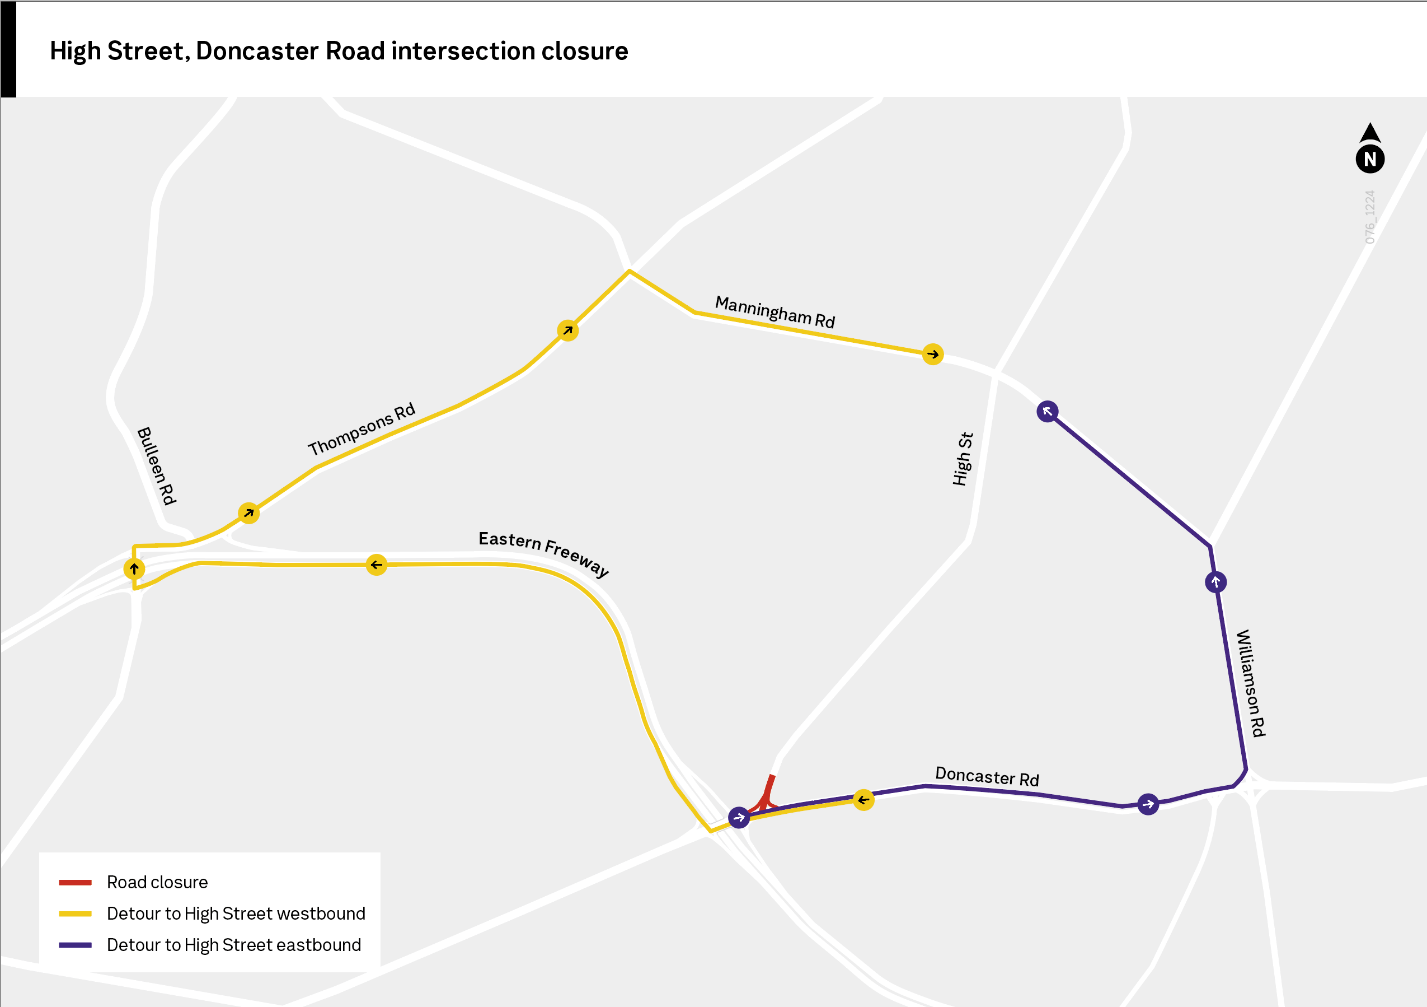 High Street, Doncaster Road intersection closure
N
076_1224
Manningham Rd
Thompsons Rd
Bulleen Rd
High St
Eastern Freeway
Williamson Rd
Doncaster Rd
Road closure
Detour to High Street westbound
Detour to High Street eastbound